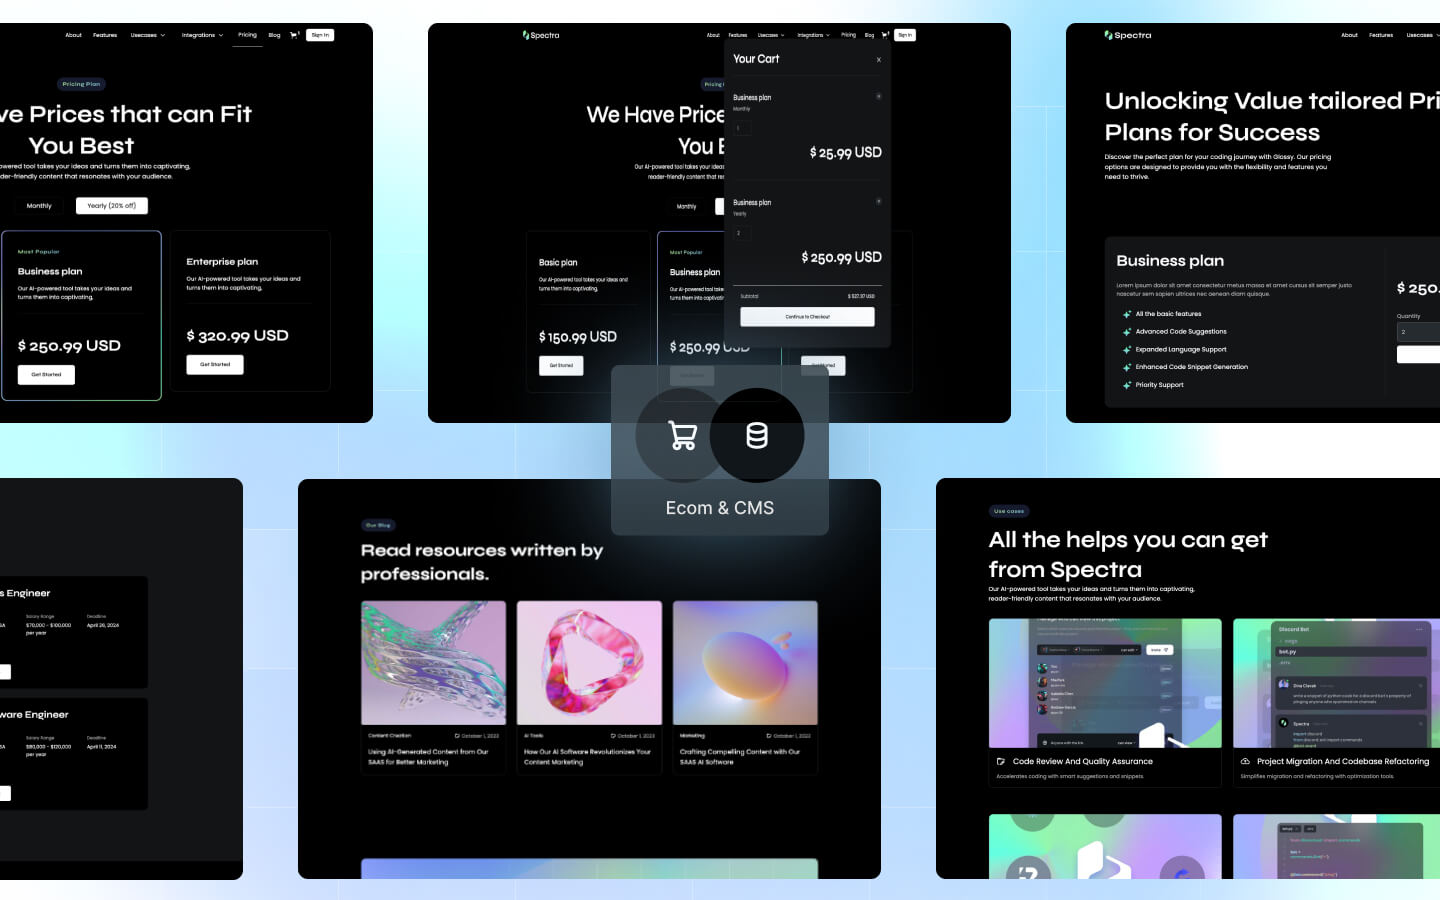 About Features Usecases Integrations Pricing Blog Sign In
Pricing Plan
ve Prices that can Fit
You Best
owered tool takes your ideas and turns them into captivating,
ader-friendly content that resonates with your audience.
Monthly Yearly (20% off)
Most Popular
Business plan
Our AI-powered tool takes your ideas and
turns them into captivating,
$ 250.99 USD
Get Started
Enterprise plan
Our AI-powered tool takes your ideas and
turns them into captivating,
$ 320.99 USD
Get Started
Spectra
About Features Usecases Integrations Pricing Blog Sign In
Pricing
We Have Price
You B
Our AI-powered tool takes your ideas
reader-friendly content that res
Monthly
Basic plan
Our AI-powered tool takes your ideas and
turns them into captivating,
$ 150.99 USD
Get Started
Most Popular
Business plan
Our AI-powered tool takes
turns them into captivating
$ 250.99 USD
Your Cart
X
Business plan
Monthly
1
$ 25.99 USD
Business plan
Yearly
2
$ 250.99 USD
Subtotal $ 527.97 USD
Continue to Checkout
Spectra
About Features Usecases
Unlocking Value tailored Pri
Plans for Success
Discover the perfect plan for your coding journey with Glossy. Our pricing
options are designed to provide you with the flexibility and features you
need to thrive.
Business plan
Lorem ipsum dolor sit amet consectetur metus massa et amet cursus sit semper justo
nascetur sem sapien ultrices nec aenean diam quisque.
All the basic features
Advanced Code Suggestions
Expanded Language Support
Enhanced Code Snippet Generation
Priority Support
$ 250.
Quantity
2
Ecom & CMS
s Engineer
Salary Range
$70,000 - $100,000
per year
Deadline
April 26, 2024
ware Engineer
Salary Range
$80,000 - $120,000
per year
Deadline
April 11, 2024
Our Blog
Read resources written by
professionals.
Content Creation October 1, 2023
Using AI-Generated Content from Our
SAAS for Better Marketing
AI Tools October 1, 2023
How Our AI Software Revolutionizes Your
Content Marketing
Marketing October 1, 2023
Crafting Compelling Content with Our
SAAS AI Software
Use cases
All the helps you can get
from Spectra
Our AI-powered tool takes your ideas and turns them into captivating,
reader-friendly content that resonates with your audience.
Code Review And Quality Assurance
Accelerates coding with smart suggestions and snippets.
Discord Bot
bot.py
Spectra
import discord
from discord.ext import commands
Project Migration And Codebase Refactoring
Simplifies migration and refactoring with optimization tools.